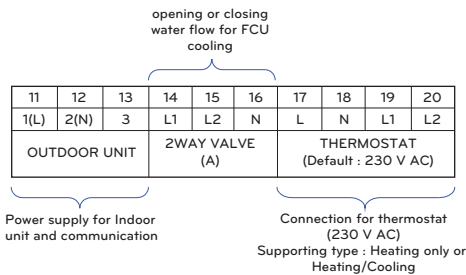 opening or closing
water flow for FCU
cooling
11 12 13 14 15 16 17 18 19 20
1(L) 2(N) 3 L1 L2 N L N L1 L2
OUTDOOR UNIT
2WAY VALVE
(A)
THERMOSTAT
(Default : 230 V AC)
Power supply for Indoor
unit and communication
Connection for thermostat
(230 V AC)
Supporting type : Heating only or
Heating/Cooling